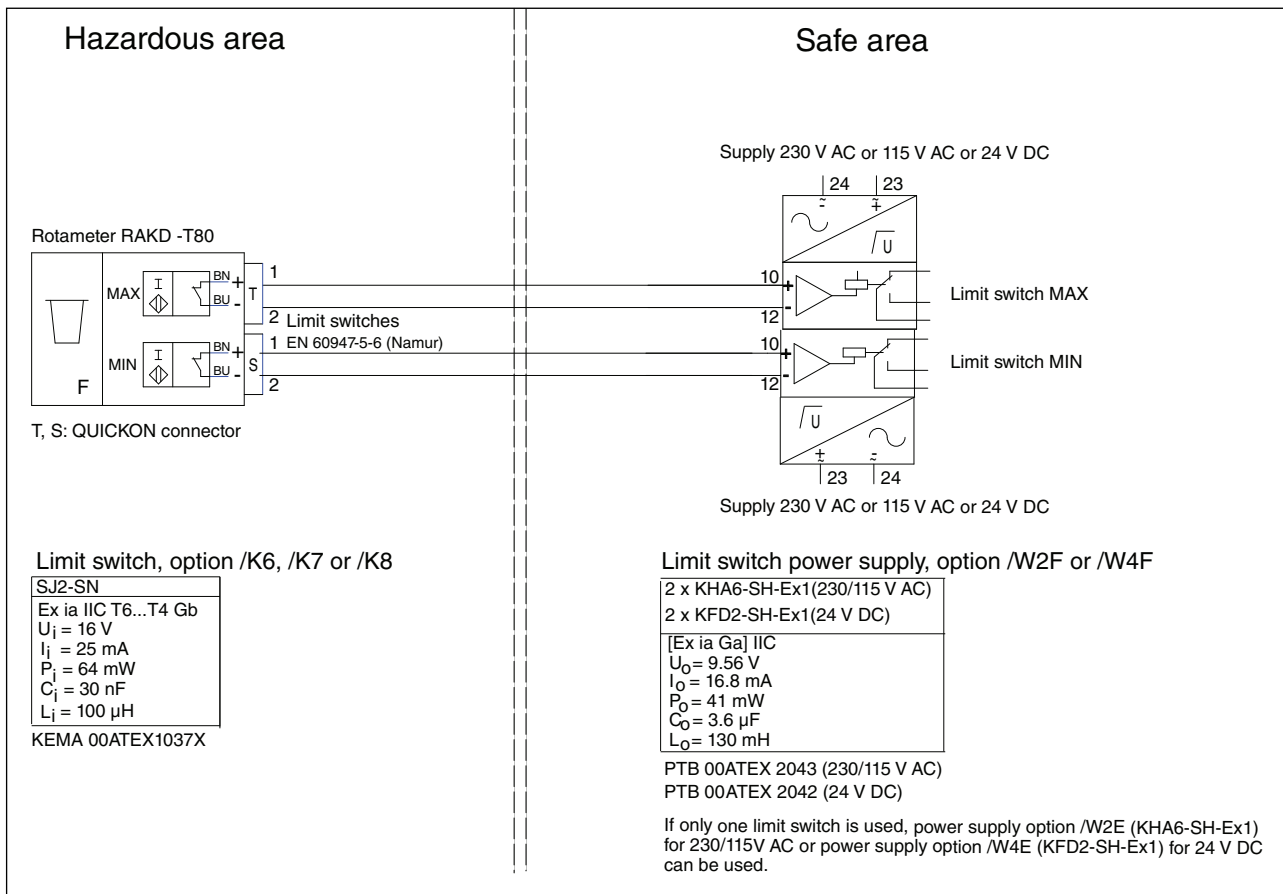 Hazardous area
Safe area
Supply 230 V AC or 115 V AC or 24 V DC
24 23
- +
~ ~
U
Rotameter RAKD -T80
MAX
I
BN +
BU -
T
1
2
Limit switches
EN 60947-5-6 (Namur)
MIN
I
BN +
BU -
S
1
2
F
T, S: QUICKON connector
10 +
12 -
Limit switch MAX
10 +
12 -
Limit switch MIN
U
+ -
~ ~
23 24
Supply 230 V AC or 115 V AC or 24 V DC
Limit switch, option /K6, /K7 or /K8
SJ2-SN
Ex ia IIC T6...T4 Gb
Ui = 16 V
Ii = 25 mA
Pi = 64 mW
Ci = 30 nF
Li = 100 µH
KEMA 00ATEX1037X
Limit switch power supply, option /W2F or /W4F
2 x KHA6-SH-Ex1(230/115 V AC)
2 x KFD2-SH-Ex1(24 V DC)
[Ex ia Ga] IIC
Uo= 9.56 V
Io = 16.8 mA
Po = 41 mW
Co = 3.6 µF
Lo= 130 mH
PTB 00ATEX 2043 (230/115 V AC)
PTB 00ATEX 2042 (24 V DC)
If only one limit switch is used, power supply option /W2E (KHA6-SH-Ex1)
for 230/115V AC or power supply option /W4E (KFD2-SH-Ex1) for 24 V DC
can be used.